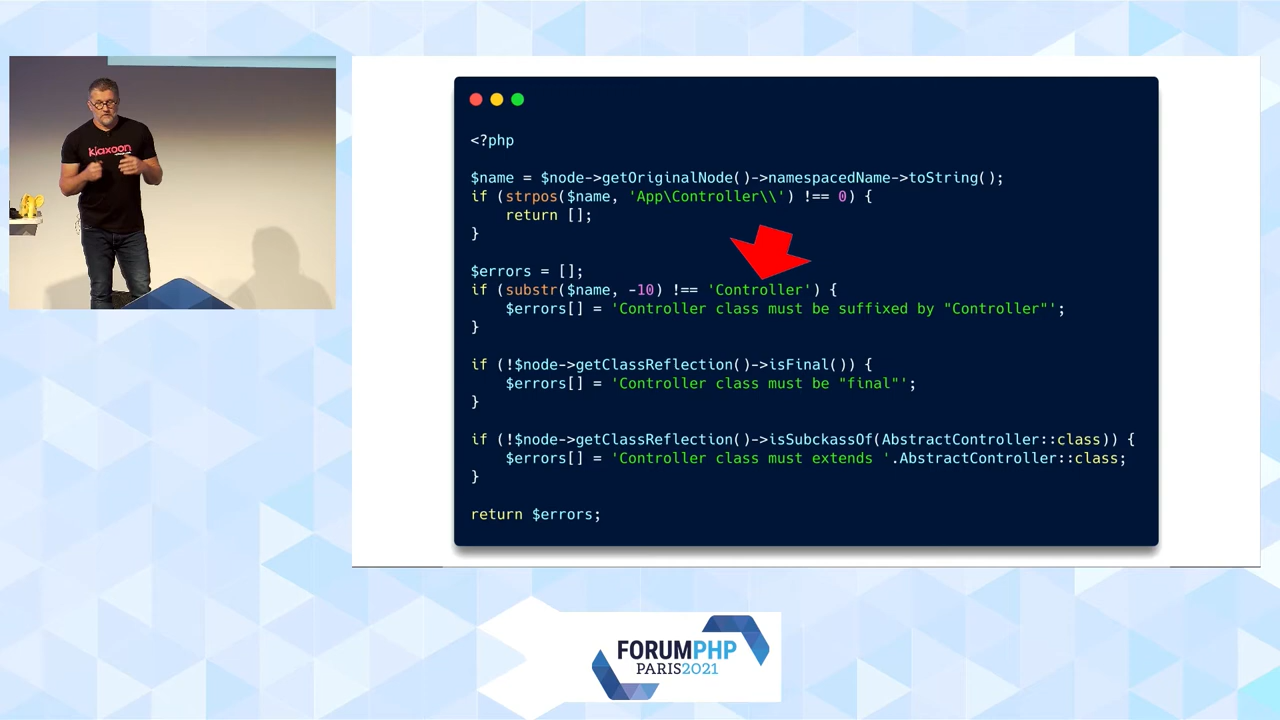 klaxoon
<?php
$name = $node->getOriginalNode()->namespacedName->toString();
if (strpos($name, 'App\Controller\\') !== 0) {
    return [];
}
$errors = [];
if (substr($name, -10) !== 'Controller') {
    $errors[] = 'Controller class must be suffixed by "Controller"';
}
if (!$node->getClassReflection()->isFinal()) {
    $errors[] = 'Controller class must be "final"';
}
if (!$node->getClassReflection()->isSubckassOf(AbstractController::class)) {
    $errors[] = 'Controller class must extends '.AbstractController::class;
}
return $errors;
FORUMPHP
PARIS2021